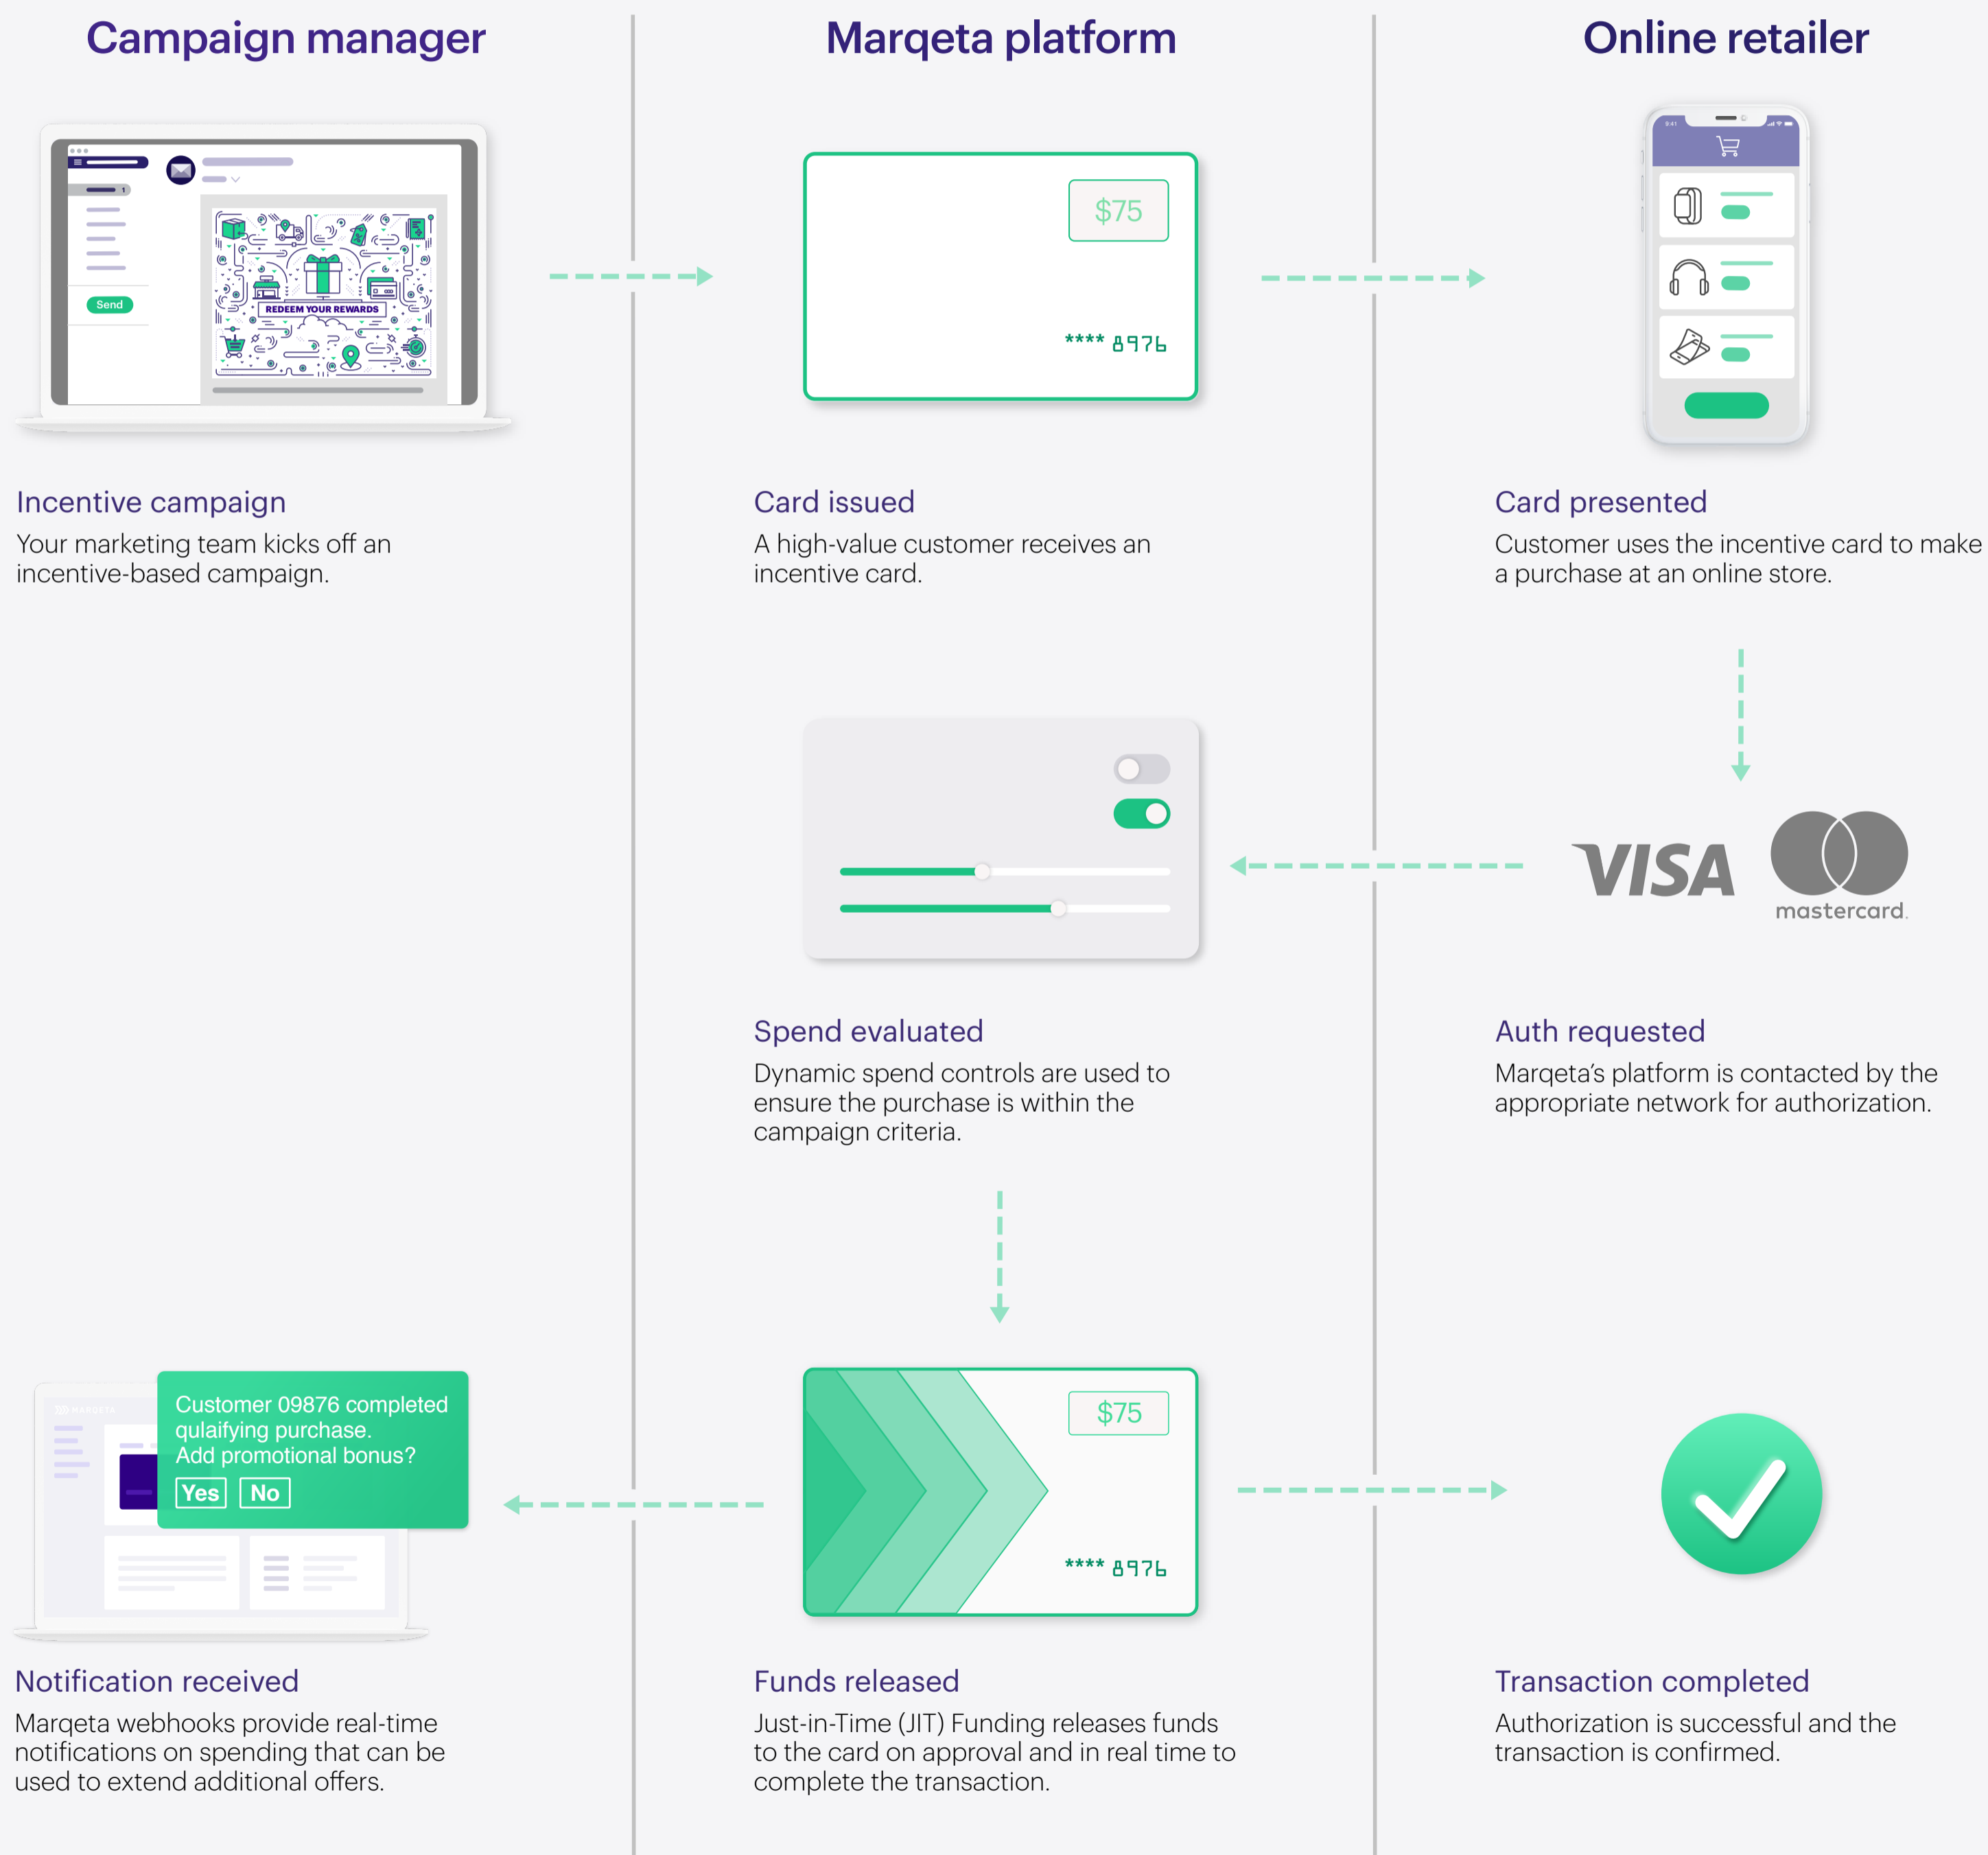 Campaign manager
Marqeta platform
Online retailer
1
Send
REDEEM YOUR REWARDS
$75
**** 8976
9:41
Incentive campaign
Your marketing team kicks off an
incentive-based campaign.
Card issued
A high-value customer receives an
incentive card.
Card presented
Customer uses the incentive card to make
a purchase at an online store.
VISA
mastercard.
Spend evaluated
Dynamic spend controls are used to
ensure the purchase is within the
campaign criteria.
Auth requested
Marqeta’s platform is contacted by the
appropriate network for authorization.
MARQETA
Customer 09876 completed
qulaifying purchase.
Add promotional bonus?
Yes No
$75
**** 8976
Notification received
Marqeta webhooks provide real-time
notifications on spending that can be
used to extend additional offers.
Funds released
Just-in-Time (JIT) Funding releases funds
to the card on approval and in real time to
complete the transaction.
Transaction completed
Authorization is successful and the
transaction is confirmed.